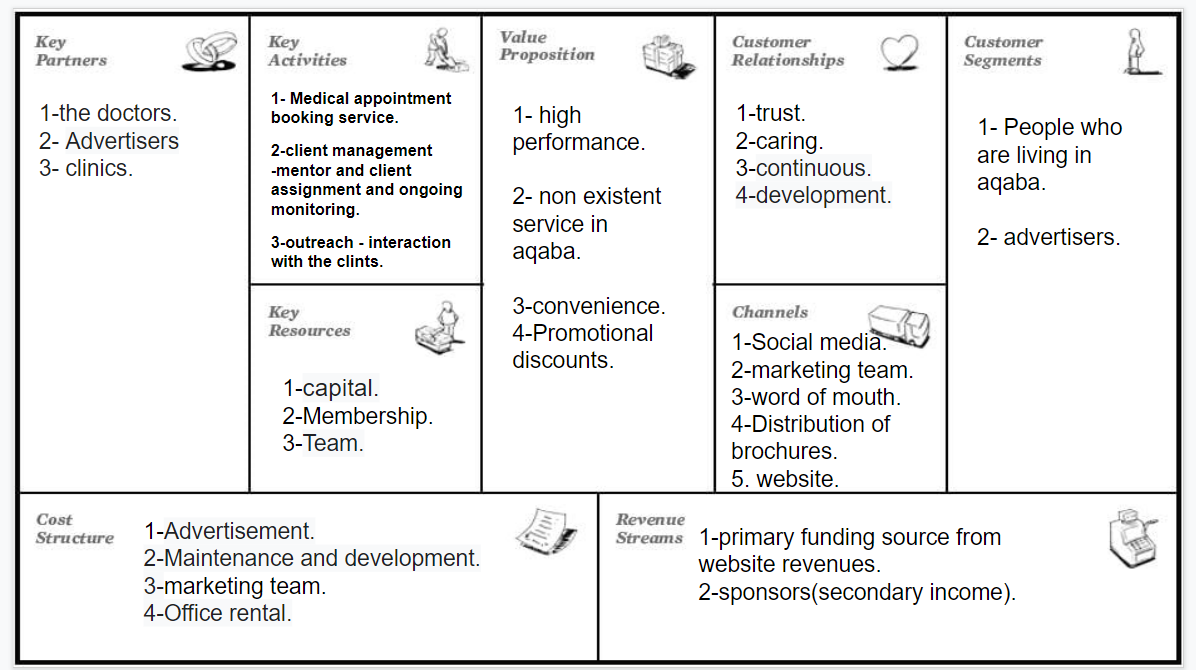 Key
Partners
1-the doctors.
2- Advertisers
3- clinics.
Key
Activities
1- Medical appointment
booking service.
2-client management
-mentor and client
assignment and ongoing
monitoring.
3-outreach - interaction
with the clints.
Key
Resources
1-capital.
2-Membership.
3-Team.
Value
Proposition
1- high
performance.
2- non existent
service in
aqaba.
3-convenience.
4-Promotional
discounts.
Customer
Relationships
1-trust.
2-caring.
3-continuous.
4-development.
Channels
1-Social media.
2-marketing team.
3-word of mouth.
4-Distribution of
brochures.
5. website.
Customer
Segments
1- People who
are living in
aqaba.
2- advertisers.
Cost
Structure
1-Advertisement.
2-Maintenance and development.
3-marketing team.
4-Office rental.
Revenue
Streams
1-primary funding source from
website revenues.
2-sponsors(secondary income).